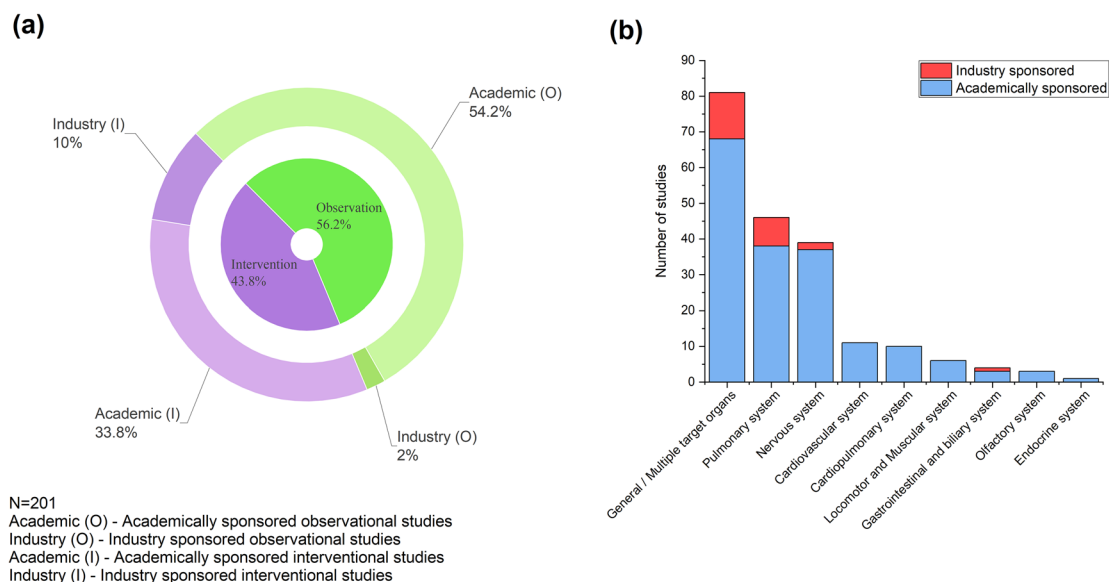 (a)
Academic (O)
54.2%
Industry (I)
10%
Observation
56.2%
Intervention
43.8%
Academic (I)
33.8%
Industry (O)
2%
N=201
Academic (O) - Academically sponsored observational studies
Industry (O) - Industry sponsored observational studies
Academic (I) - Academically sponsored interventional studies
Industry (I) - Industry sponsored interventional studies
(b)
Industry sponsored
Academically sponsored
Number of studies
90
80
70
60
50
40
30
20
10
0
General / Multiple target organs
Pulmonary system
Nervous system
Cardiovascular system
Cardiopulmonary system
Locomotor and Muscular system
Gastrointestinal and biliary system
Olfactory system
Endocrine system